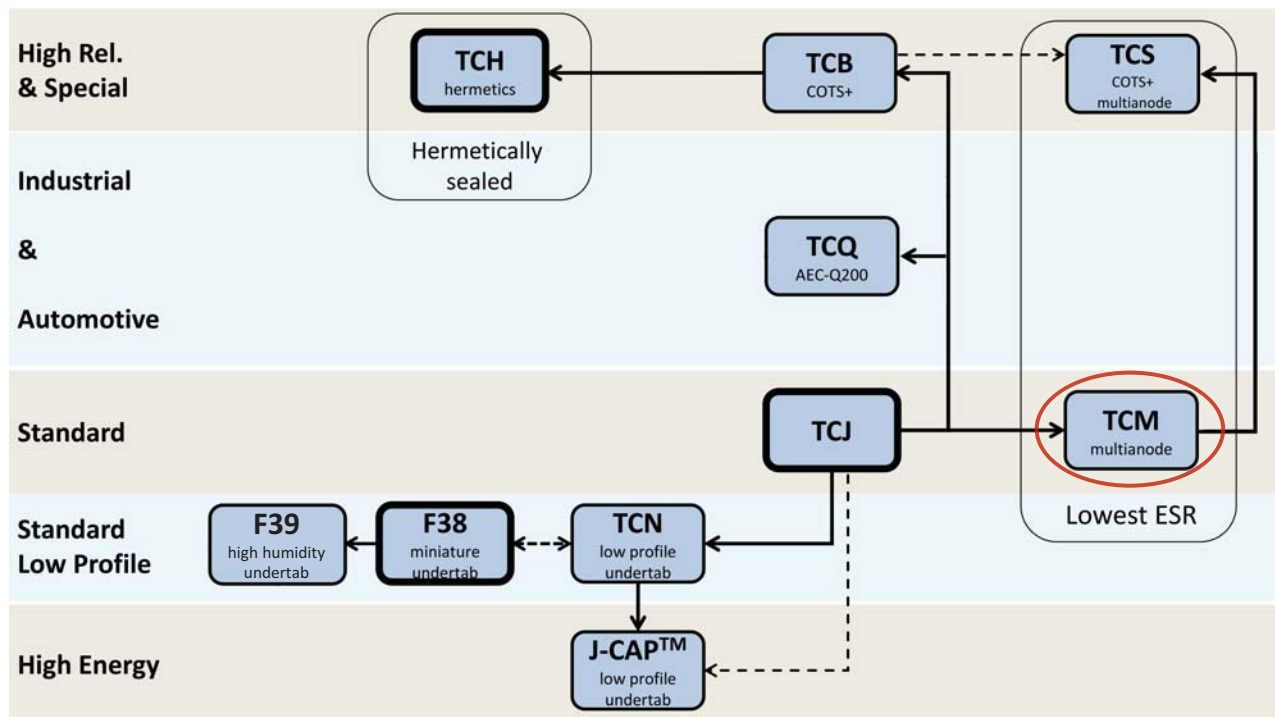 High Rel.
& Special
TCH
hermetics
TCB
COTS+
TCS
COTS+
multianode
Hermetically
sealed
Industrial
&
Automotive
TCQ
AEC-Q200
Standard
TCJ
TCM
multianode
Lowest ESR
Standard
Low Profile
F39
high humidity
undertab
F38
miniature
undertab
TCN
low profile
undertab
High Energy
J-CAP™
low profile
undertab